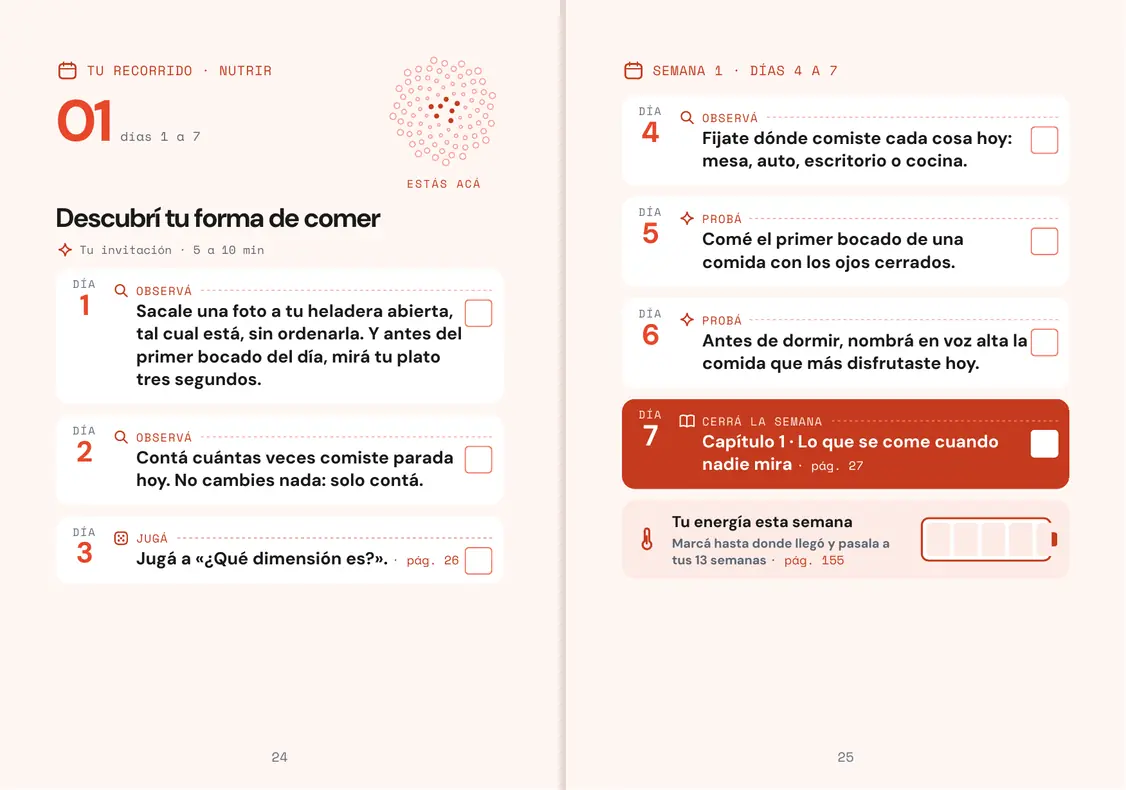 TU RECORRIDO · NUTRIR
01 días 1 a 7
ESTÁS ACÁ
Descubrí tu forma de comer
Tu invitación · 5 a 10 min
DÍA
1
OBSERVÁ
Sacale una foto a tu heladera abierta,
tal cual está, sin ordenarla. Y antes del
primer bocado del día, mirá tu plato
tres segundos.
DÍA
2
OBSERVÁ
Contá cuántas veces comiste parada
hoy. No cambies nada: solo contá.
DÍA
3
JUGÁ
Jugá a «¿Qué dimensión es?». · pág. 26
24
SEMANA 1 · DÍAS 4 A 7
DÍA
4
OBSERVÁ
Fijate dónde comiste cada cosa hoy:
mesa, auto, escritorio o cocina.
DÍA
5
PROBÁ
Comé el primer bocado de una
comida con los ojos cerrados.
DÍA
6
PROBÁ
Antes de dormir, nombrá en voz alta la
comida que más disfrutaste hoy.
DÍA
7
CERRÁ LA SEMANA
Capítulo 1 · Lo que se come cuando
nadie mira · pág. 27
Tu energía esta semana
Marcá hasta donde llegó y pasala a
tus 13 semanas · pág. 155
25